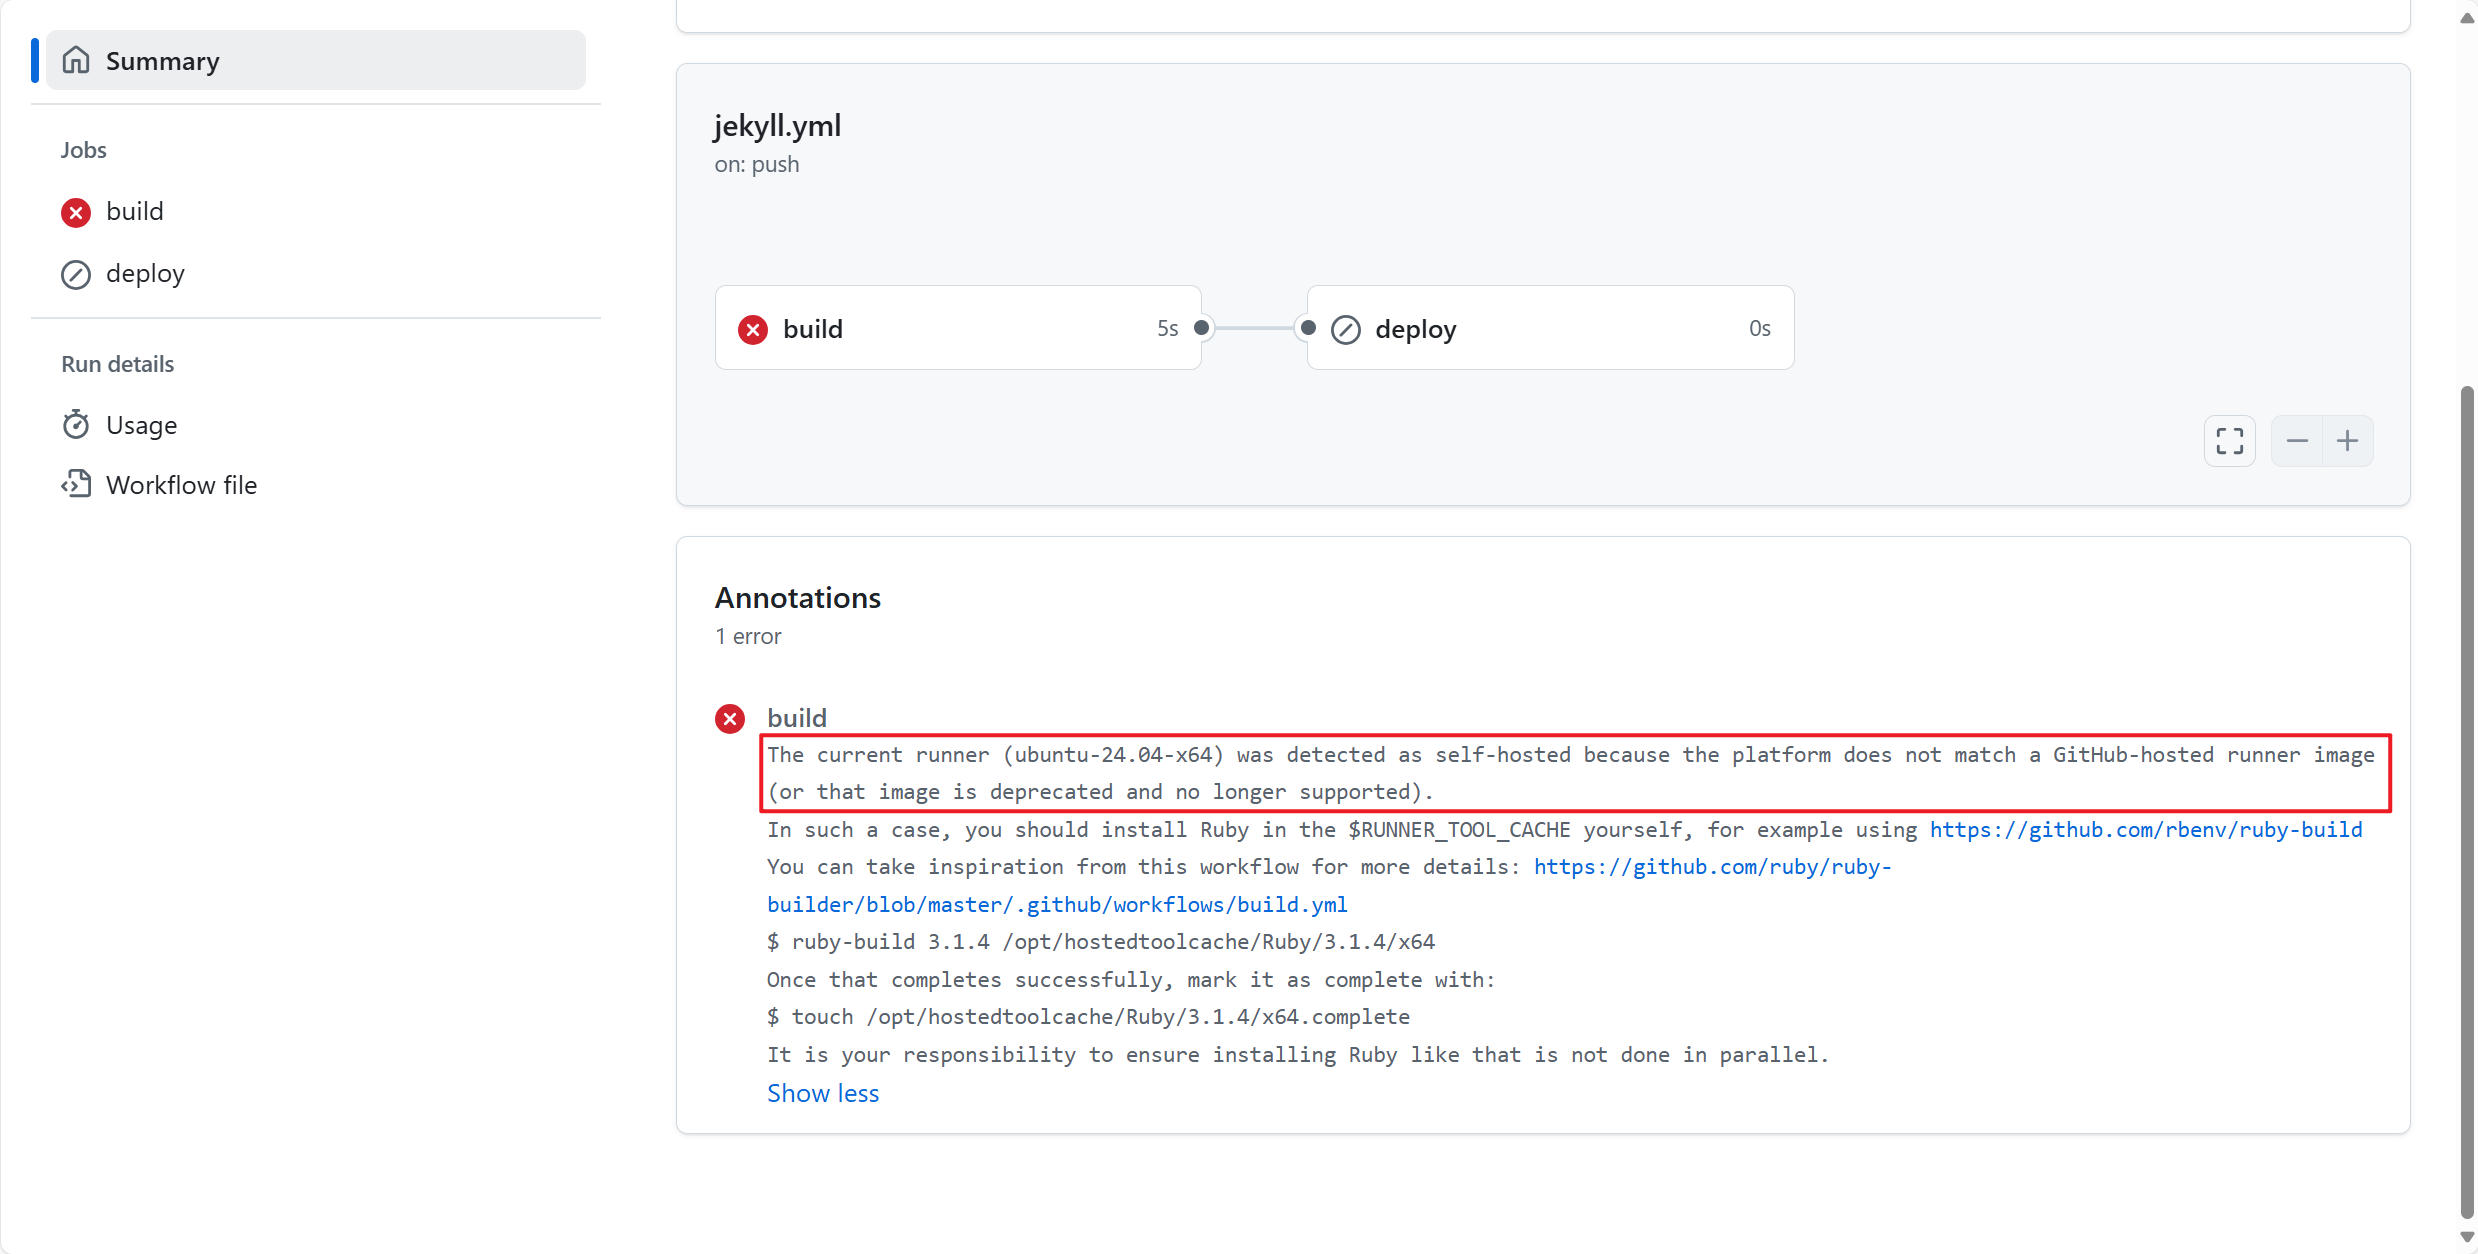 Summary
Jobs
build
deploy
Run details
Usage
Workflow file
jekyll.yml
on: push
build 5s
deploy 0s
Annotations
1 error
build
The current runner (ubuntu-24.04-x64) was detected as self-hosted because the platform does not match a GitHub-hosted runner image
(or that image is deprecated and no longer supported).
In such a case, you should install Ruby in the $RUNNER_TOOL_CACHE yourself, for example using https://github.com/rbenv/ruby-build
You can take inspiration from this workflow for more details: https://github.com/ruby/ruby-
builder/blob/master/.github/workflows/build.yml
$ ruby-build 3.1.4 /opt/hostedtoolcache/Ruby/3.1.4/x64
Once that completes successfully, mark it as complete with:
$ touch /opt/hostedtoolcache/Ruby/3.1.4/x64.complete
It is your responsibility to ensure installing Ruby like that is not done in parallel.
Show less